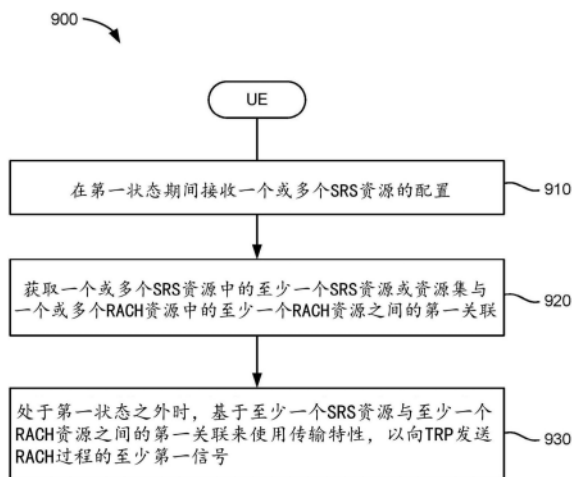 900
UE
在第一状态期间接收一个或多个SRS资源的配置
910
获取一个或多个SRS资源中的至少一个SRS资源或资源集与
一个或多个RACH资源中的至少一个RACH资源之间的第一关联
920
处于第一状态之外时，基于至少一个SRS资源与至少一个
RACH资源之间的第一关联来使用传输特性，以向TRP发送
RACH过程的至少第一信号
930